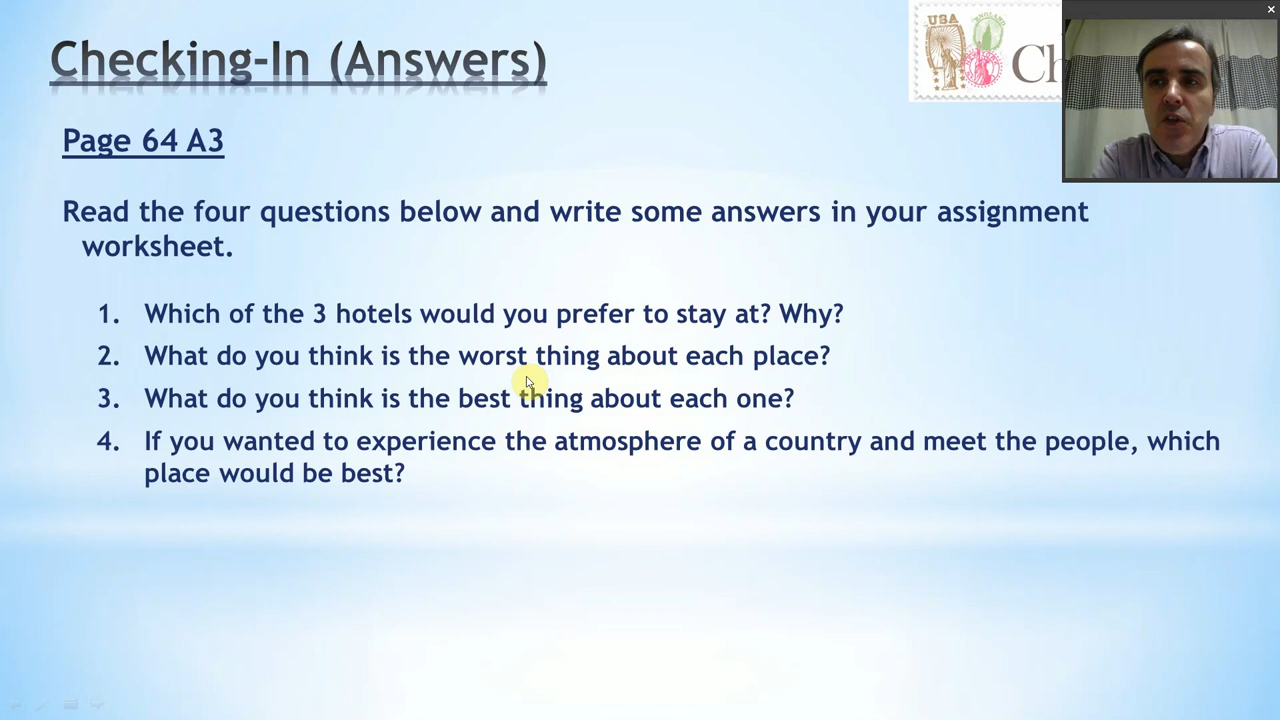 Checking-In (Answers)
USA
ENGLAND
Ch
Page 64 A3
Read the four questions below and write some answers in your assignment
worksheet.
1. Which of the 3 hotels would you prefer to stay at? Why?
2. What do you think is the worst thing about each place?
3. What do you think is the best thing about each one?
4. If you wanted to experience the atmosphere of a country and meet the people, which
place would be best?